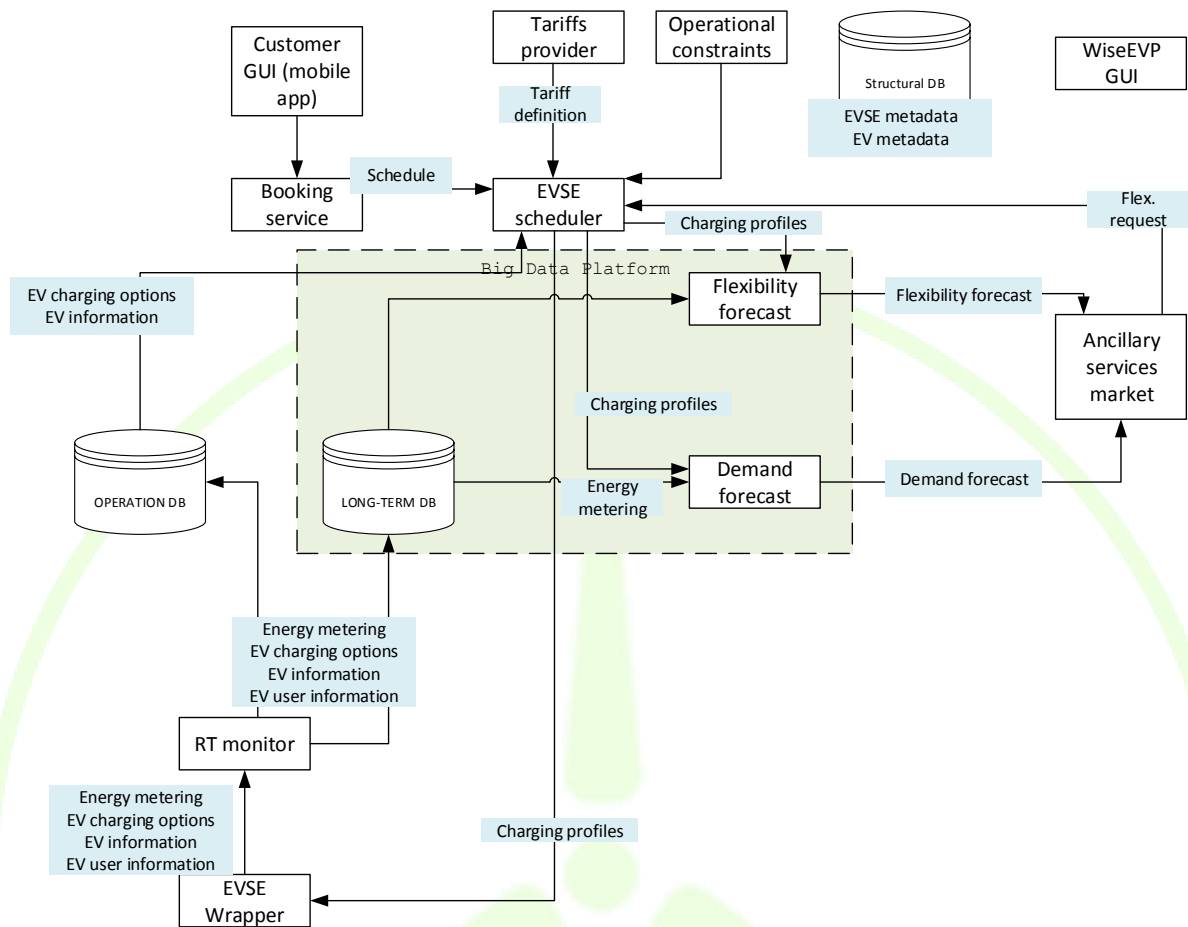 Customer
GUI (mobile
app)
Tariffs
provider
Operational
constraints
Structural DB
EVSE metadata
EV metadata
WiseEVP
GUI
Tariff
definition
Schedule
Booking
service
EVSE
scheduler
Charging profiles
Flex.
request
Big Data Platform
EV charging options
EV information
Flexibility
forecast
Flexibility forecast
Ancillary
services
market
Charging profiles
OPERATION DB
LONG-TERM DB
Energy
metering
Demand
forecast
Demand forecast
Energy metering
EV charging options
EV information
EV user information
RT monitor
Energy metering
EV charging options
EV information
EV user information
Charging profiles
EVSE
Wrapper